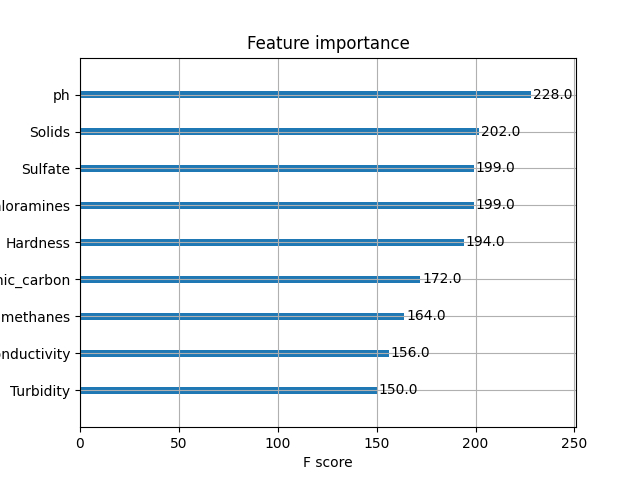 Feature importance
ph
228.0
Solids
202.0
Sulfate
199.0
loramines
199.0
Hardness
194.0
nic_carbon
172.0
methanes
164.0
onductivity
156.0
Turbidity
150.0
0 50 100 150 200 250
F score